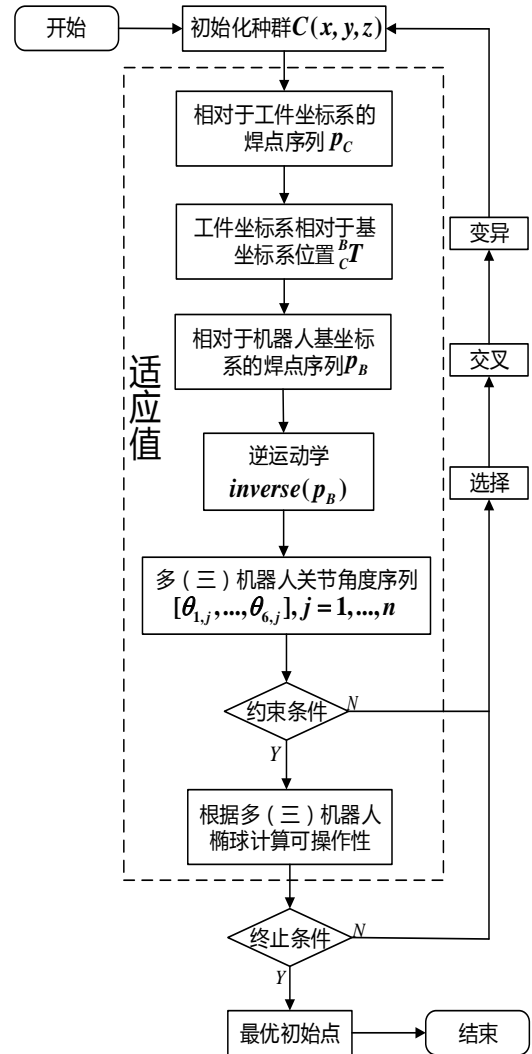 开始
初始化种群C(x,y,z)
相对于工件坐标系的
焊点序列 p_C
工件坐标系相对于基
坐标系位置 ^B_C T
变异
相对于机器人基坐标
系的焊点序列p_B
交叉
适应值
逆运动学
inverse(p_B)
选择
多（三）机器人关节角度序列
[θ_{1,j},...,θ_{6,j}],j=1,...,n
约束条件
N
Y
根据多（三）机器人
椭球计算可操作性
终止条件
N
Y
最优初始点
结束